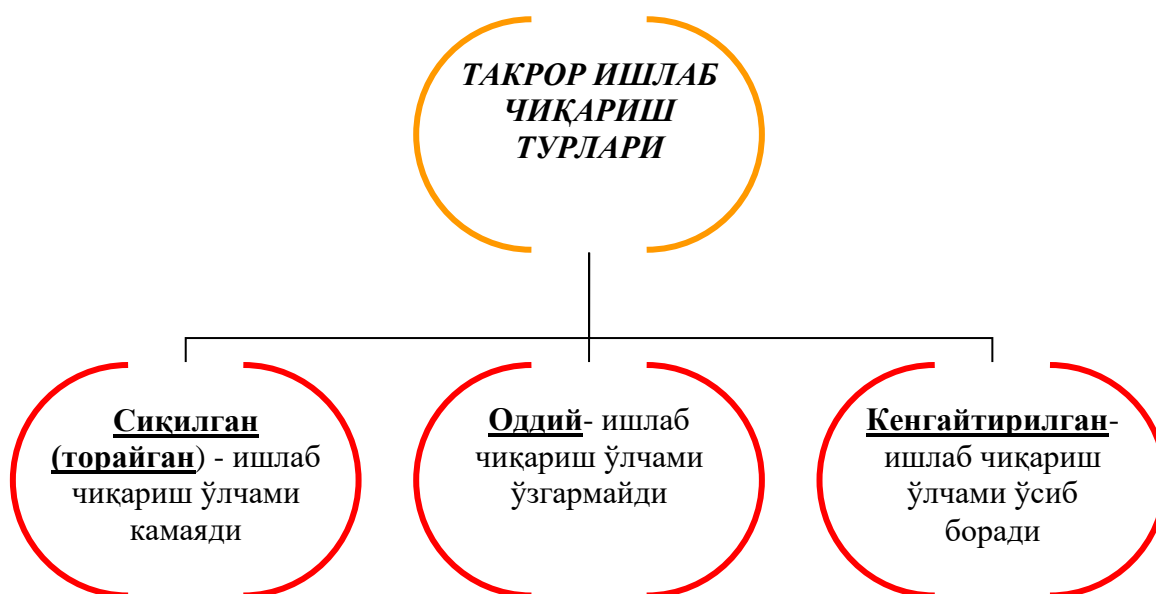 ТАКРОР ИШЛАБ
ЧИҚАРИШ
ТУРЛАРИ
Сиқилган
(торайган) - ишлаб
чиқариш ўлчами
камаяди
Оддий- ишлаб
чиқариш ўлчами
ўзгармайди
Кенгайтирилган-
ишлаб чиқариш
ўлчами ўсиб
боради